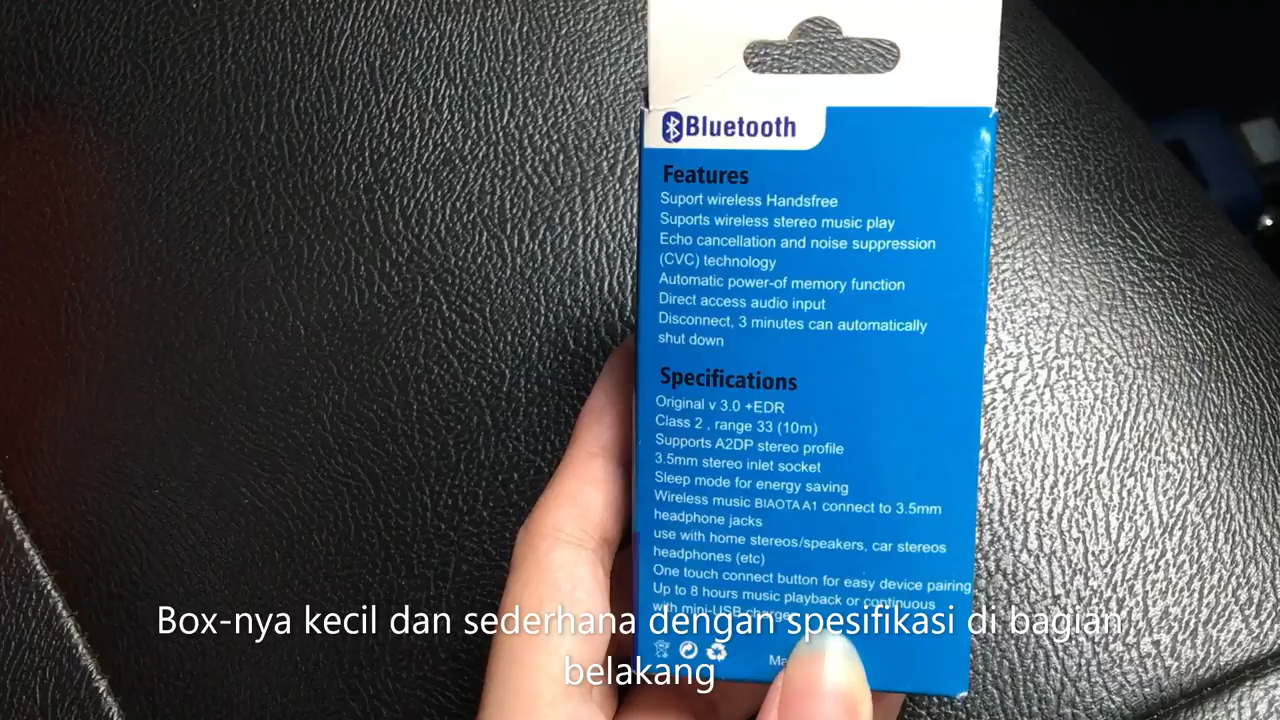 Bluetooth
Features
Suport wireless Handsfree
Suports wireless stereo music play
Echo cancellation and noise suppression
(CVC) technology
Automatic power-of memory function
Direct access audio input
Disconnect, 3 minutes can automatically
shut down
Specifications
Original v 3.0 +EDR
Class 2 , range 33 (10m)
Supports A2DP stereo profile
3.5mm stereo inlet socket
Sleep mode for energy saving
Wireless music BIAOTA A1 connect to 3.5mm
headphone jacks
use with home stereos/speakers, car stereos
headphones (etc)
One touch connect button for easy device pairing
Up to 8 hours music playback or continuous
with mini-USB charger
Box-nya kecil dan sederhana dengan spesifikasi di bagian
belakang